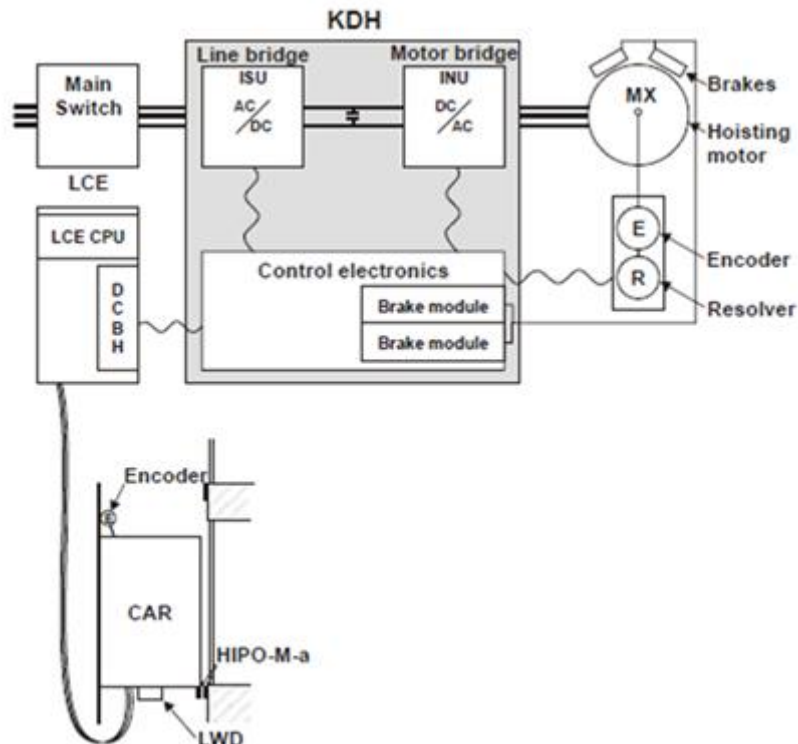 KDH
Line bridge
Motor bridge
Main
Switch
ISU
AC
DC
INU
DC
AC
MX
Brakes
Hoisting
motor
LCE
LCE CPU
D
C
B
H
Control electronics
Brake module
Brake module
E
R
Encoder
Resolver
Encoder
E
CAR
HIPO-M-a
LWD